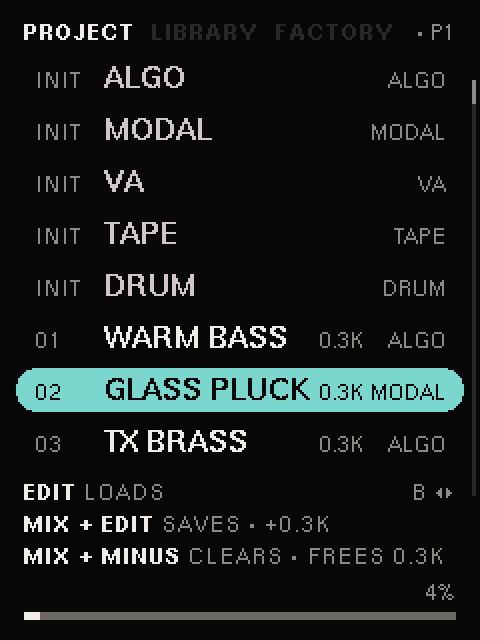 PROJECT LIBRARY FACTORY · P1
INIT ALGO ALGO
INIT MODAL MODAL
INIT VA VA
INIT TAPE TAPE
INIT DRUM DRUM
01 WARM BASS 0.3K ALGO
02 GLASS PLUCK 0.3K MODAL
03 TX BRASS 0.3K ALGO
EDIT LOADS B ◂▸
MIX + EDIT SAVES · +0.3K
MIX + MINUS CLEARS · FREES 0.3K
4%